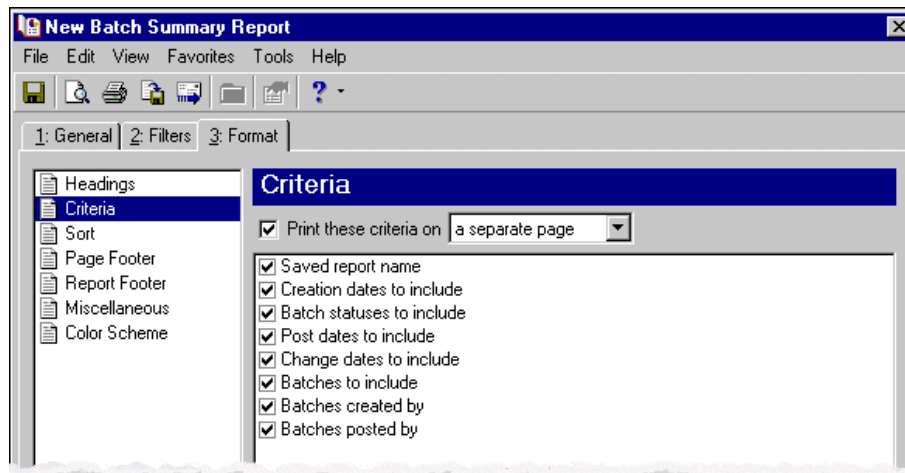 New Batch Summary Report
File Edit View Favorites Tools Help
?
1: General 2: Filters 3: Format
Headings
Criteria
Sort
Page Footer
Report Footer
Miscellaneous
Color Scheme
Criteria
Print these criteria on a separate page
Saved report name
Creation dates to include
Batch statuses to include
Post dates to include
Change dates to include
Batches to include
Batches created by
Batches posted by